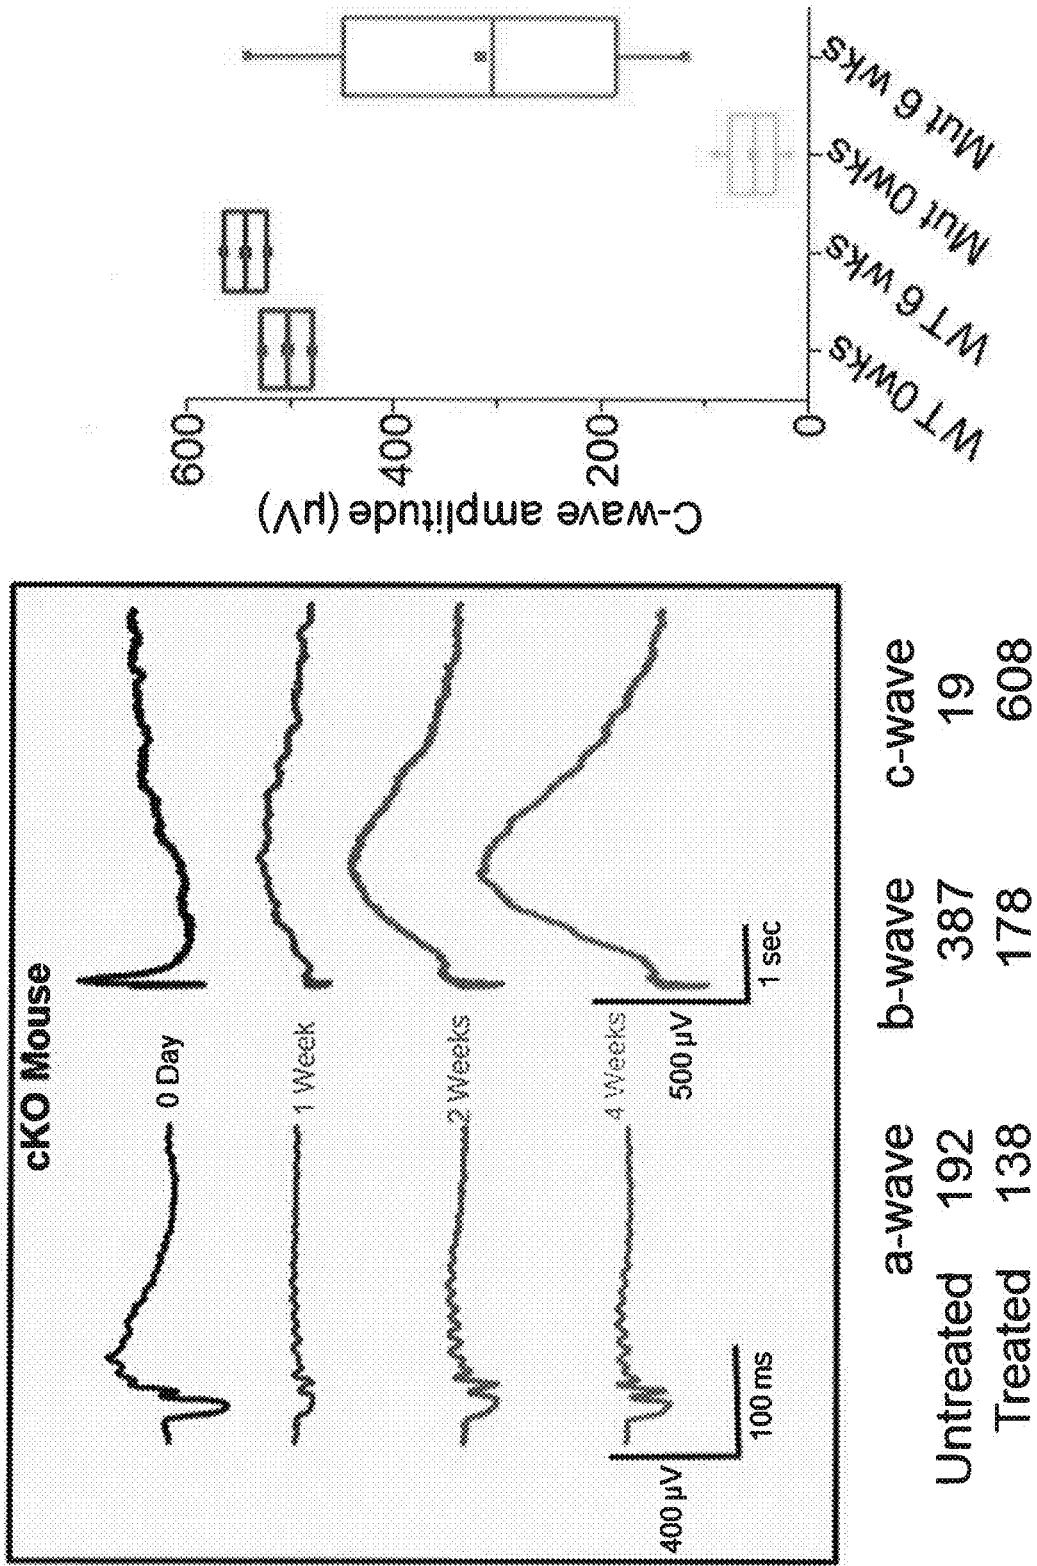 cKO Mouse
0 Day
1 Week
2 Weeks
4 Weeks
400 µV
100 ms
500 µV
1 sec
a-wave b-wave c-wave
Untreated 192 387 19
Treated 138 178 608
C-wave amplitude (µV)
600
400
200
0
WT 0wks
WT 6 wks
Mut 0wks
Mut 6 wks